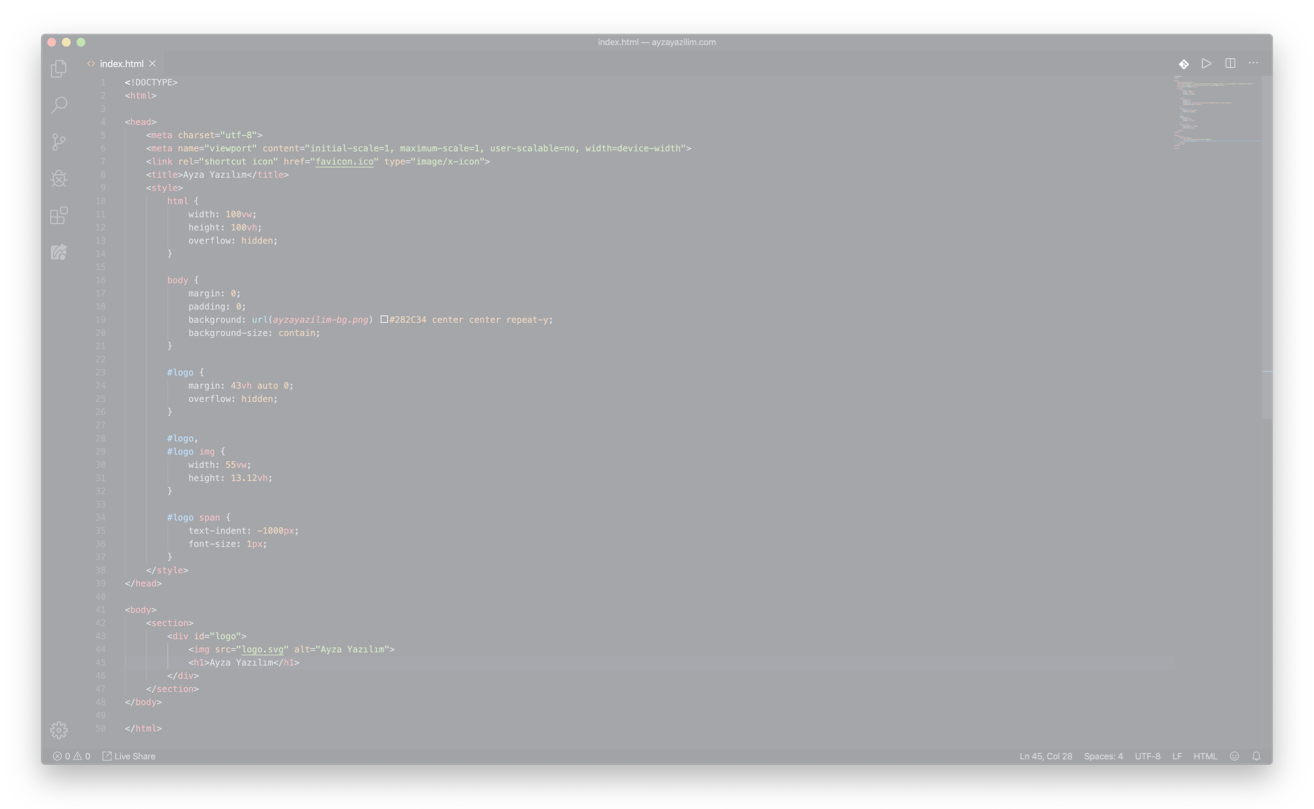 index.html — ayzayazilim.com
<> index.html ×
1 <!DOCTYPE>
2 <html>
3
4 <head>
5     <meta charset="utf-8">
6     <meta name="viewport" content="initial-scale=1, maximum-scale=1, user-scalable=no, width=device-width">
7     <link rel="shortcut icon" href="favicon.ico" type="image/x-icon">
8     <title>Ayza Yazılım</title>
9     <style>
10         html {
11             width: 100vw;
12             height: 100vh;
13             overflow: hidden;
14         }
15
16         body {
17             margin: 0;
18             padding: 0;
19             background: url(ayzayazilim-bg.png) #282C34 center center repeat-y;
20             background-size: contain;
21         }
22
23         #logo {
24             margin: 43vh auto 0;
25             overflow: hidden;
26         }
27
28         #logo,
29         #logo img {
30             width: 55vw;
31             height: 13.12vh;
32         }
33
34         #logo span {
35             text-indent: -1000px;
36             font-size: 1px;
37         }
38     </style>
39 </head>
40
41 <body>
42     <section>
43         <div id="logo">
44             <img src="logo.svg" alt="Ayza Yazılım">
45             <h1>Ayza Yazılım</h1>
46         </div>
47     </section>
48 </body>
49
50 </html>
0 0 Live Share Ln 45, Col 28 Spaces: 4 UTF-8 LF HTML